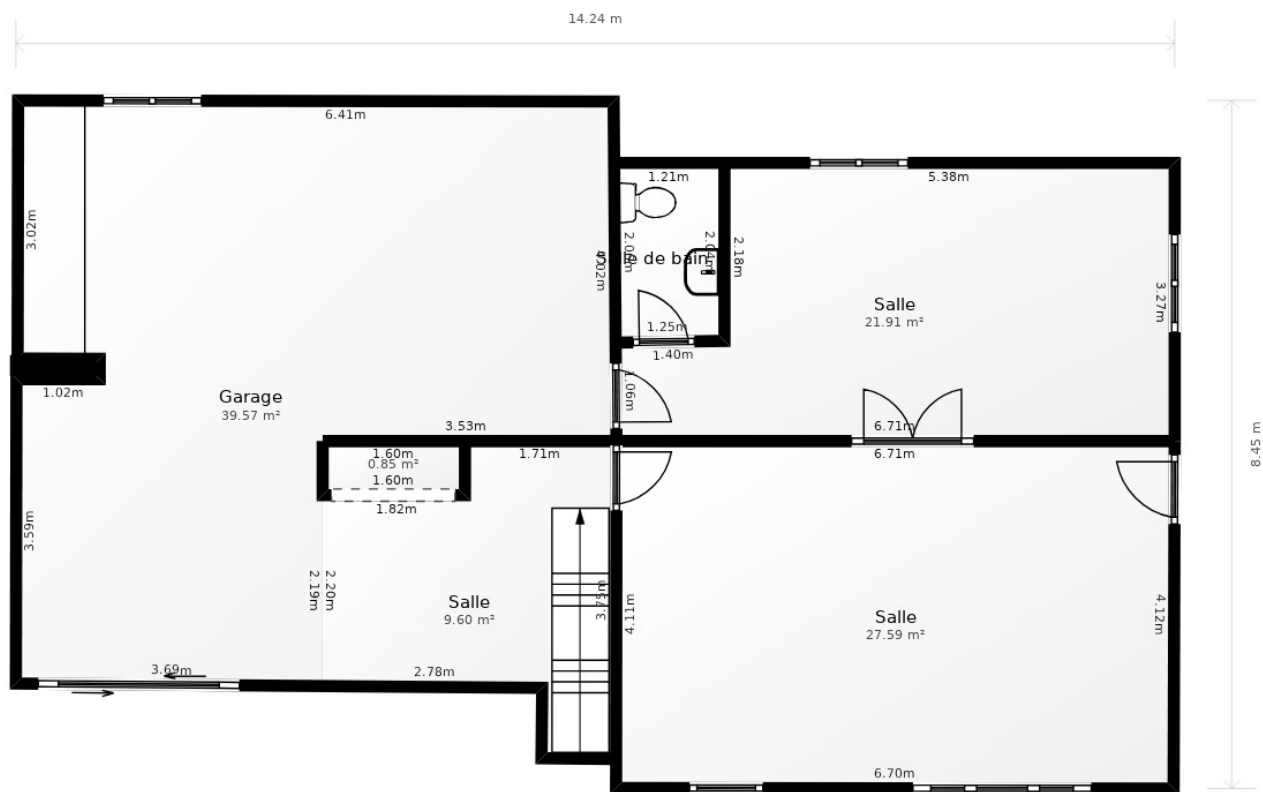 14.24 m
6.41m
1.21m
5.38m
3.02m
2.04m
2.18m
Salle de bain
3.27m
Salle
21.91 m²
1.25m
1.40m
1.02m
1.06m
Garage
39.57 m²
3.53m
6.71m
1.60m
0.85 m²
1.71m
6.71m
8.45 m
1.60m
1.82m
3.59m
2.19m
2.20m
Salle
9.60 m²
4.11m
Salle
27.59 m²
4.12m
3.69m
2.78m
6.70m